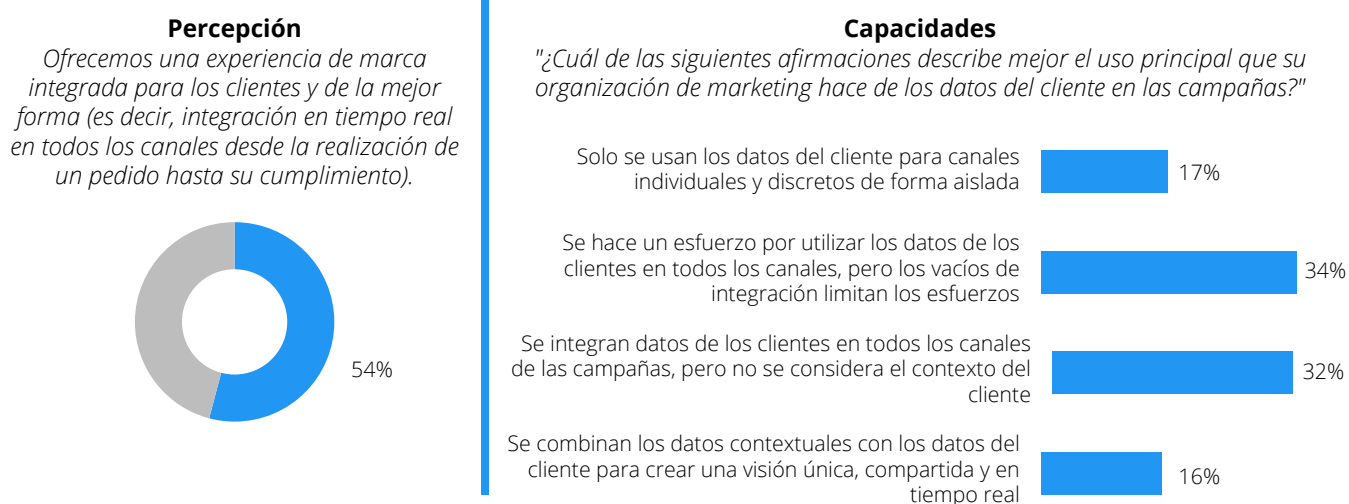 Percepción
Ofrecemos una experiencia de marca
integrada para los clientes y de la mejor
forma (es decir, integración en tiempo real
en todos los canales desde la realización de
un pedido hasta su cumplimiento).
54%
Capacidades
"¿Cuál de las siguientes afirmaciones describe mejor el uso principal que su
organización de marketing hace de los datos del cliente en las campañas?"
Solo se usan los datos del cliente para canales
individuales y discretos de forma aislada
17%
Se hace un esfuerzo por utilizar los datos de los
clientes en todos los canales, pero los vacíos de
integración limitan los esfuerzos
34%
Se integran datos de los clientes en todos los canales
de las campañas, pero no se considera el contexto del
cliente
32%
Se combinan los datos contextuales con los datos del
cliente para crear una visión única, compartida y en
tiempo real
16%